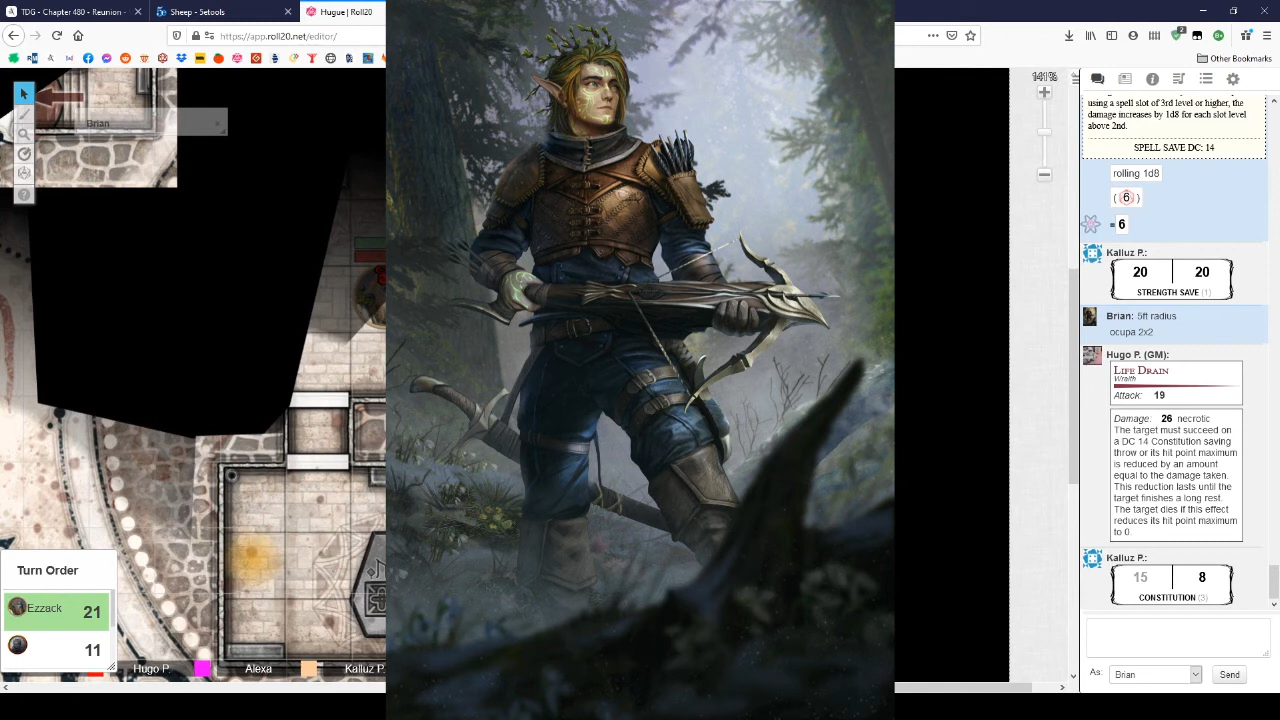 TDG - Chapter 480 - Reunion -
Sheep - 5etools
Hugue | Roll20
https://app.roll20.net/editor/
Other Bookmarks
Brian
141%
using a spell slot of 3rd level or higher, the
damage increases by 1d8 for each slot level
above 2nd.
SPELL SAVE DC: 14
rolling 1d8
( 6 )
= 6
Kalluz P.:
20 20
STRENGTH SAVE (1)
Brian: 5ft radius
ocupa 2x2
Hugo P. (GM):
LIFE DRAIN
Wraith
Attack: 19
Damage: 26 necrotic
The target must succeed on
a DC 14 Constitution saving
throw or its hit point maximum
is reduced by an amount
equal to the damage taken.
This reduction lasts until the
target finishes a long rest.
The target dies if this effect
reduces its hit point maximum
to 0.
Kalluz P.:
15 8
CONSTITUTION (3)
Turn Order
Ezzack 21
11
Hugo P. Alexa Kalluz P.
As: Brian Send